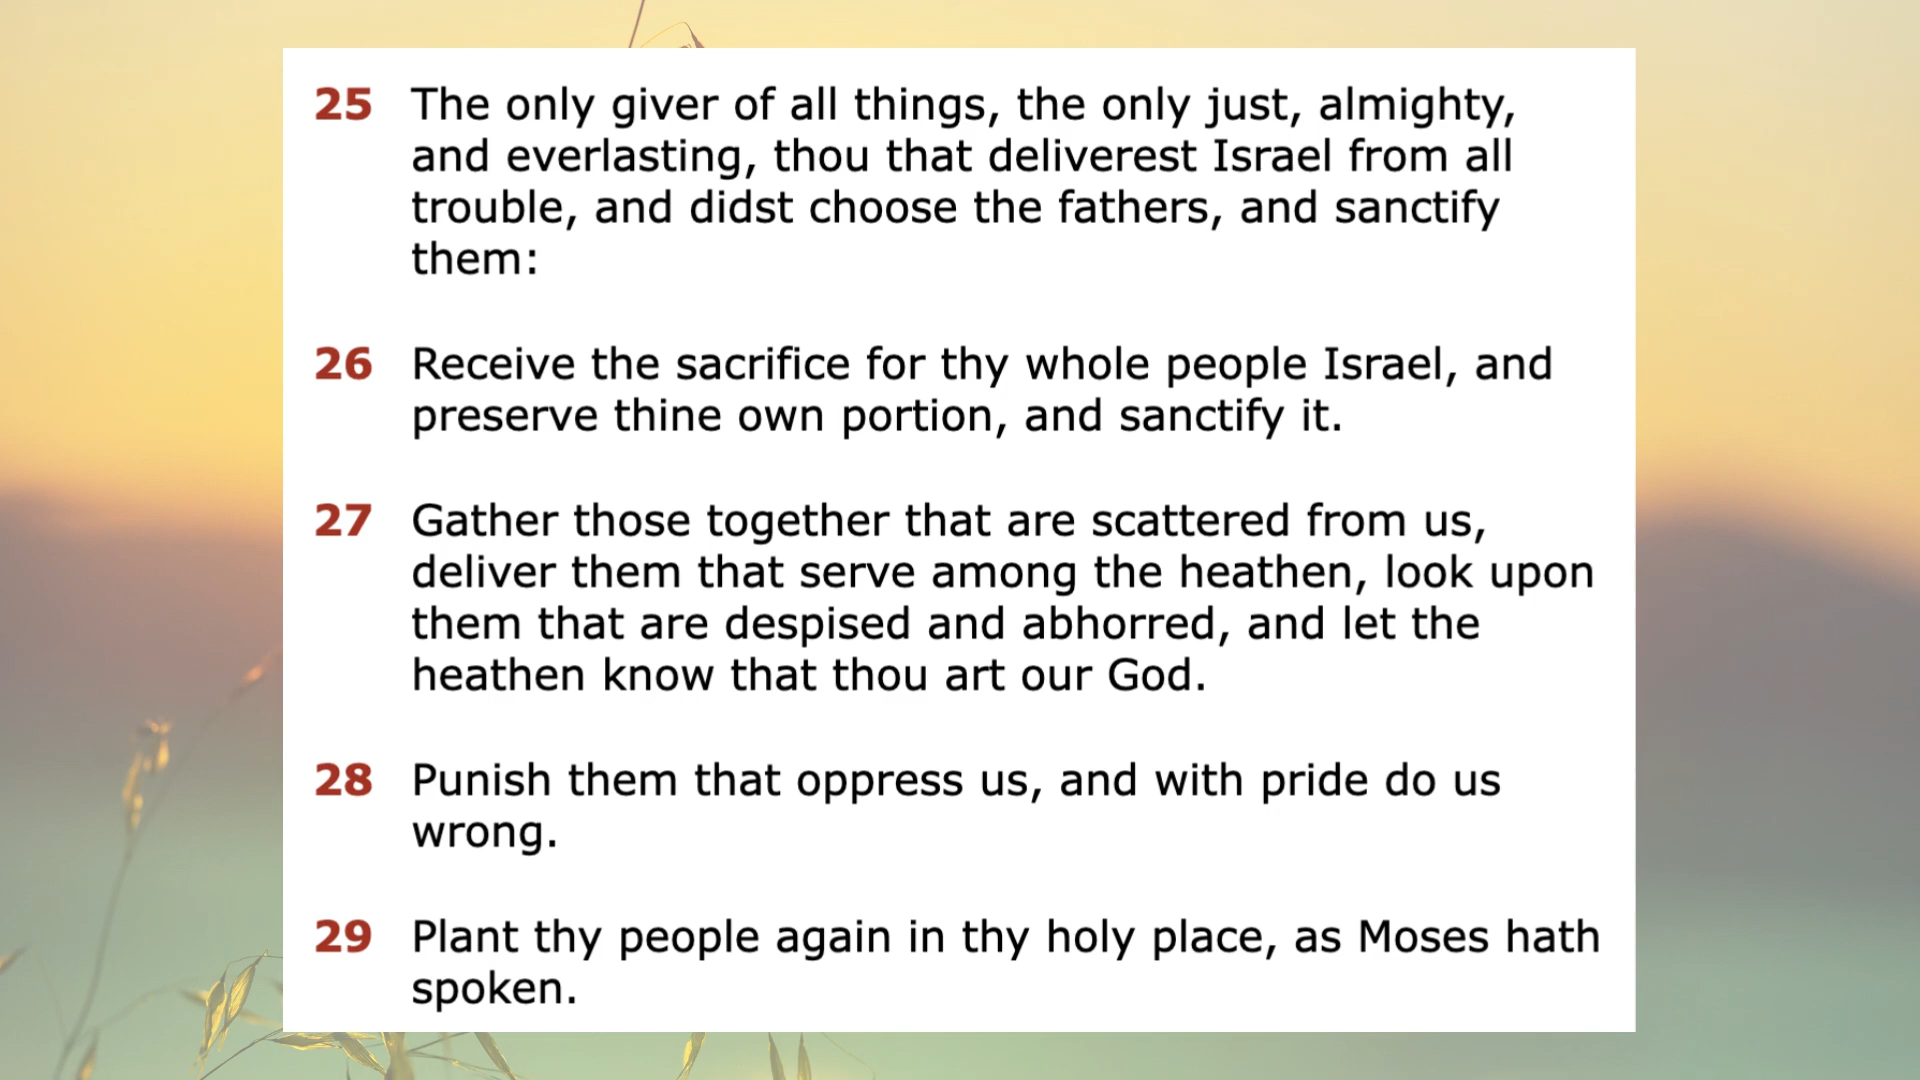 25 The only giver of all things, the only just, almighty,
and everlasting, thou that deliverest Israel from all
trouble, and didst choose the fathers, and sanctify
them:
26 Receive the sacrifice for thy whole people Israel, and
preserve thine own portion, and sanctify it.
27 Gather those together that are scattered from us,
deliver them that serve among the heathen, look upon
them that are despised and abhorred, and let the
heathen know that thou art our God.
28 Punish them that oppress us, and with pride do us
wrong.
29 Plant thy people again in thy holy place, as Moses hath
spoken.